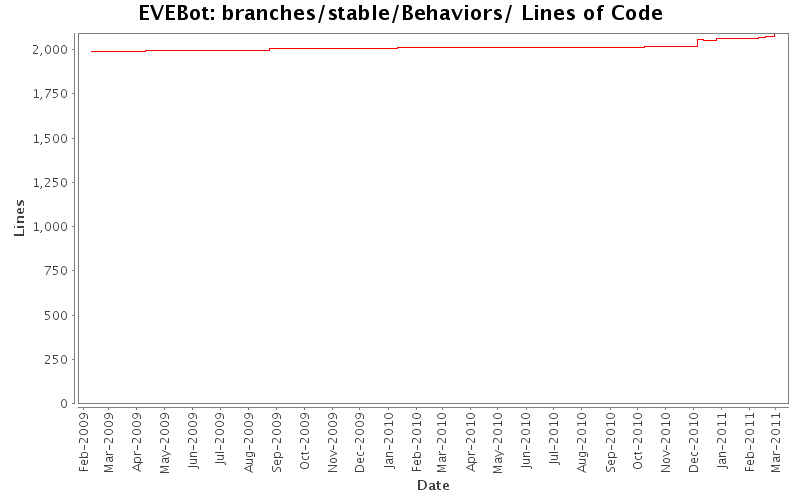 EVEBot: branches/stable/Behaviors/ Lines of Code
2,000
1,750
1,500
1,250
1,000
750
500
250
0
Lines
Feb-2009
Mar-2009
Apr-2009
May-2009
Jun-2009
Jul-2009
Aug-2009
Sep-2009
Oct-2009
Nov-2009
Dec-2009
Jan-2010
Feb-2010
Mar-2010
Apr-2010
May-2010
Jun-2010
Jul-2010
Aug-2010
Sep-2010
Oct-2010
Nov-2010
Dec-2010
Jan-2011
Feb-2011
Mar-2011
Date